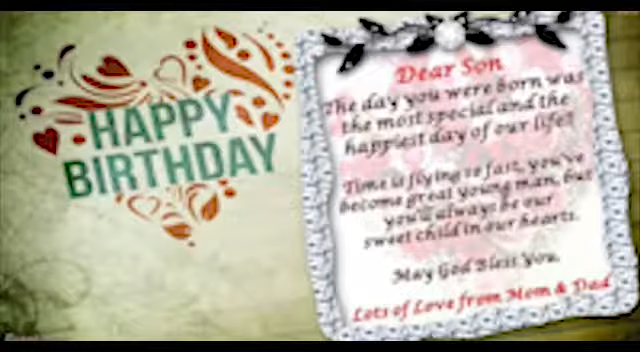 HAPPY
BIRTHDAY
Dear Son
The day you were born was
the most special and the
happiest day of our life!!
Time is flying so fast, you've
become great young man, but
you'll always be our
sweet child in our hearts.
May God Bless You.
Lots of Love from Mom & Dad